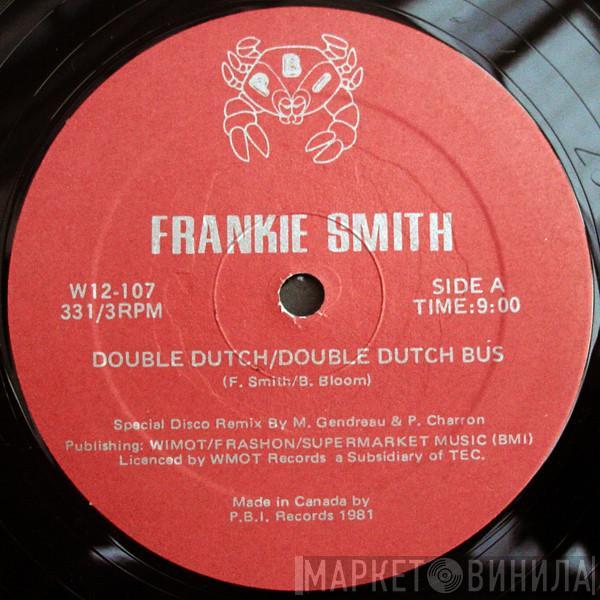 P B I
FRANKIE SMITH
W12-107
331/3RPM
SIDE A
TIME:9:00
DOUBLE DUTCH/DOUBLE DUTCH BUS
(F. Smith/B. Bloom)
Special Disco Remix By M. Gendreau & P. Charron
Publishing: WIMOT/FRASHON/SUPERMARKET MUSIC (BMI)
Licenced by WMOT Records a Subsidiary of TEC.
Made in Canada by
P.B.I. Records 1981
МАРКЕТ ВИНИЛА